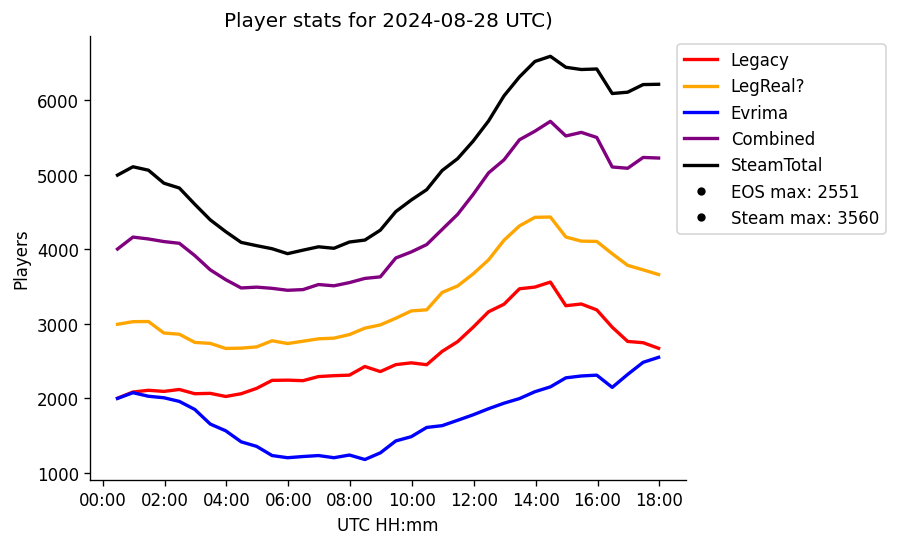 Player stats for 2024-08-28 UTC)
Legacy
LegReal?
Evrima
Combined
SteamTotal
EOS max: 2551
Steam max: 3560
Players
6000
5000
4000
3000
2000
1000
00:00 02:00 04:00 06:00 08:00 10:00 12:00 14:00 16:00 18:00
UTC HH:mm